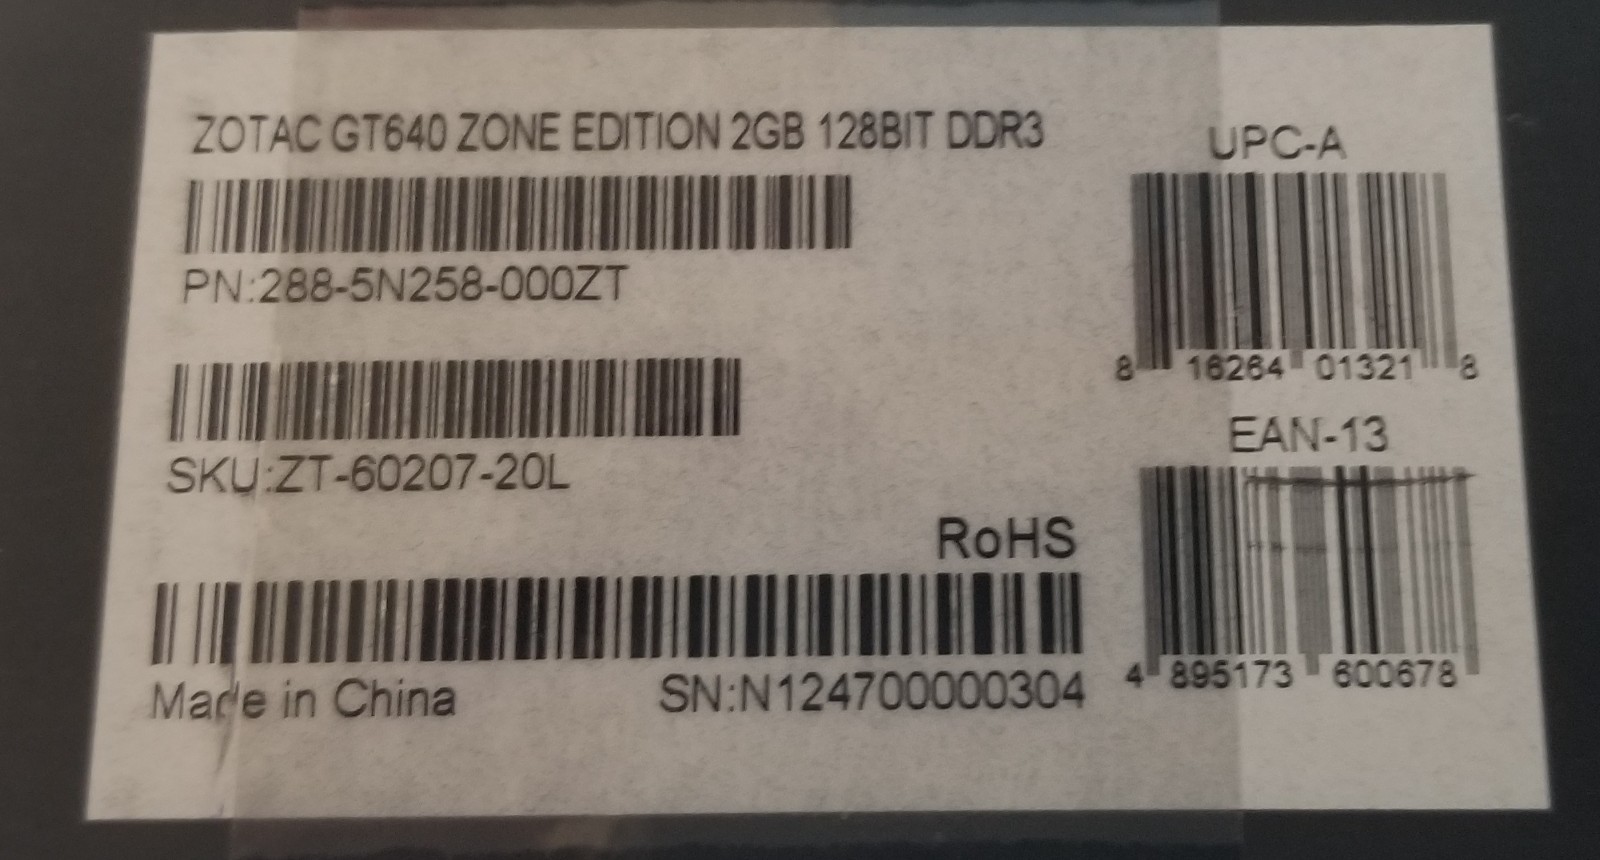 ZOTAC GT640 ZONE EDITION 2GB 128BIT DDR3
PN:288-5N258-000ZT
SKU:ZT-60207-20L
RoHS
Made in China
SN:N124700000304
UPC-A
8 16264 01321 8
EAN-13
4 895173 600678